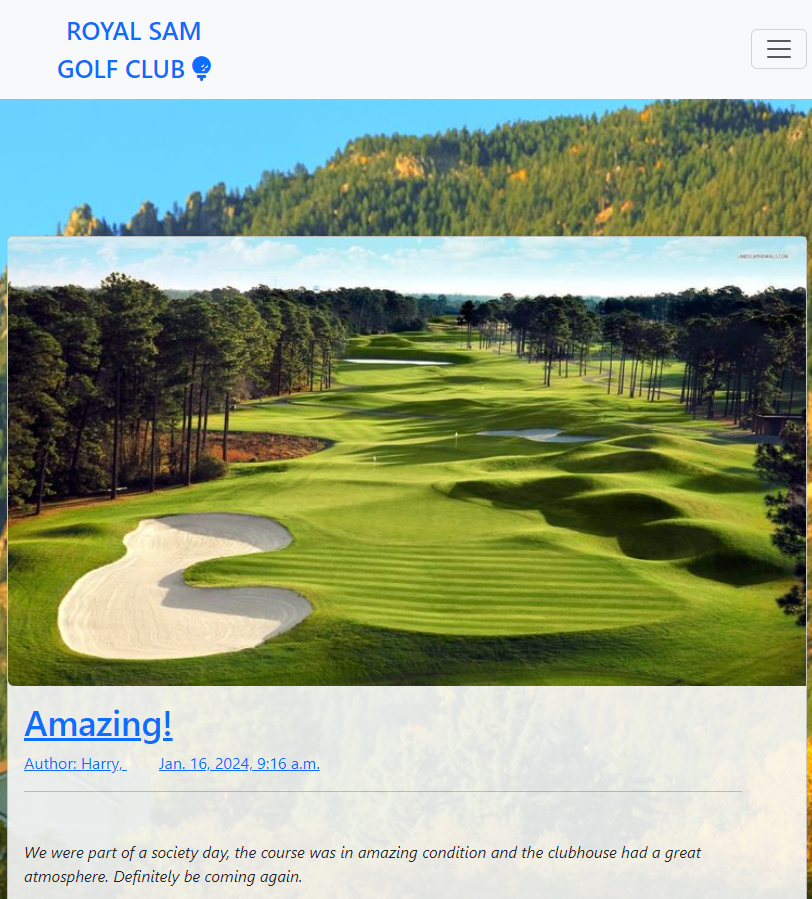 ROYAL SAM
GOLF CLUB
Amazing!
Author: Harry, Jan. 16, 2024, 9:16 a.m.
We were part of a society day, the course was in amazing condition and the clubhouse had a great
atmosphere. Definitely be coming again.